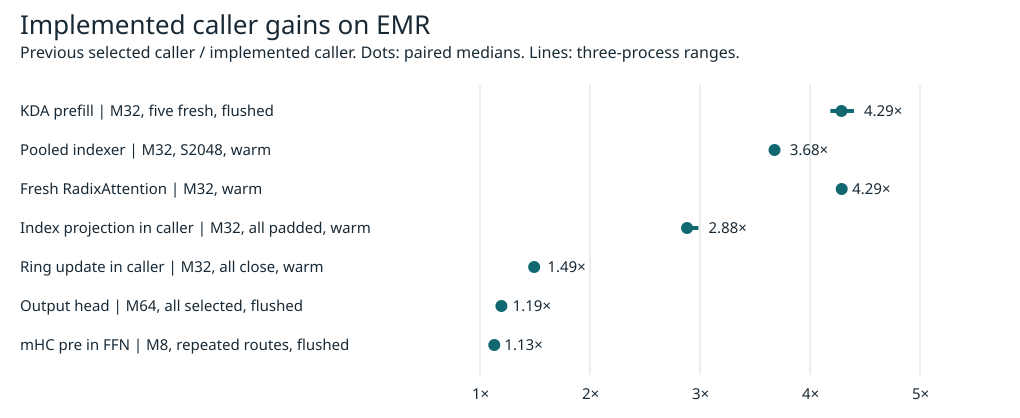 Implemented caller gains on EMR
Previous selected caller / implemented caller. Dots: paired medians. Lines: three-process ranges.
KDA prefill | M32, five fresh, flushed 4.29×
Pooled indexer | M32, S2048, warm 3.68×
Fresh RadixAttention | M32, warm 4.29×
Index projection in caller | M32, all padded, warm 2.88×
Ring update in caller | M32, all close, warm 1.49×
Output head | M64, all selected, flushed 1.19×
mHC pre in FFN | M8, repeated routes, flushed 1.13×
1× 2× 3× 4× 5×